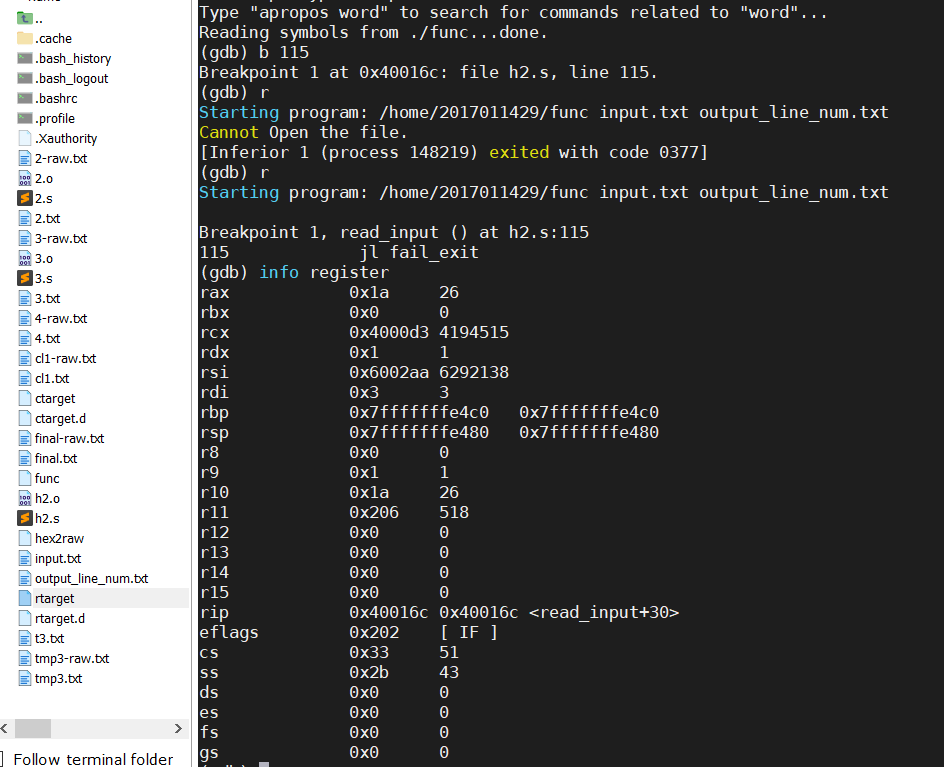 ..
.cache
.bash_history
.bash_logout
.bashrc
.profile
.Xauthority
2-raw.txt
2.o
2.s
2.txt
3-raw.txt
3.o
3.s
3.txt
4-raw.txt
4.txt
cl1-raw.txt
cl1.txt
ctarget
ctarget.d
final-raw.txt
final.txt
func
h2.o
h2.s
hex2raw
input.txt
output_line_num.txt
rtarget
rtarget.d
t3.txt
tmp3-raw.txt
tmp3.txt
Follow terminal folder
Type "apropos word" to search for commands related to "word"...
Reading symbols from ./func...done.
(gdb) b 115
Breakpoint 1 at 0x40016c: file h2.s, line 115.
(gdb) r
Starting program: /home/2017011429/func input.txt output_line_num.txt
Cannot Open the file.
[Inferior 1 (process 148219) exited with code 0377]
(gdb) r
Starting program: /home/2017011429/func input.txt output_line_num.txt
Breakpoint 1, read_input () at h2.s:115
115 jl fail_exit
(gdb) info register
rax 0x1a 26
rbx 0x0 0
rcx 0x4000d3 4194515
rdx 0x1 1
rsi 0x6002aa 6292138
rdi 0x3 3
rbp 0x7fffffffe4c0 0x7fffffffe4c0
rsp 0x7fffffffe480 0x7fffffffe480
r8 0x0 0
r9 0x1 1
r10 0x1a 26
r11 0x206 518
r12 0x0 0
r13 0x0 0
r14 0x0 0
r15 0x0 0
rip 0x40016c 0x40016c <read_input+30>
eflags 0x202 [ IF ]
cs 0x33 51
ss 0x2b 43
ds 0x0 0
es 0x0 0
fs 0x0 0
gs 0x0 0